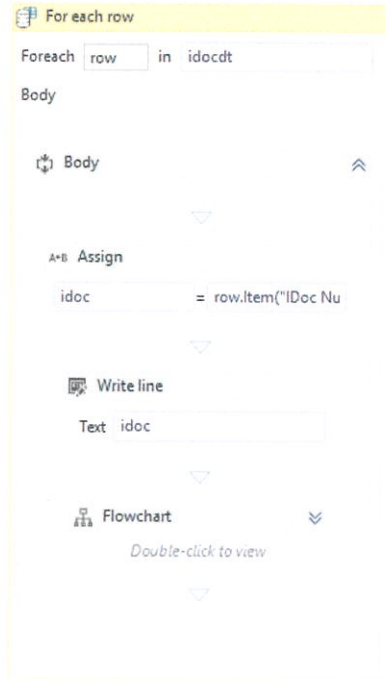 For each row
Foreach row in idocdt
Body
Body
A+B Assign
idoc = row.Item("IDoc Nu
Write line
Text idoc
Flowchart
Double-click to view